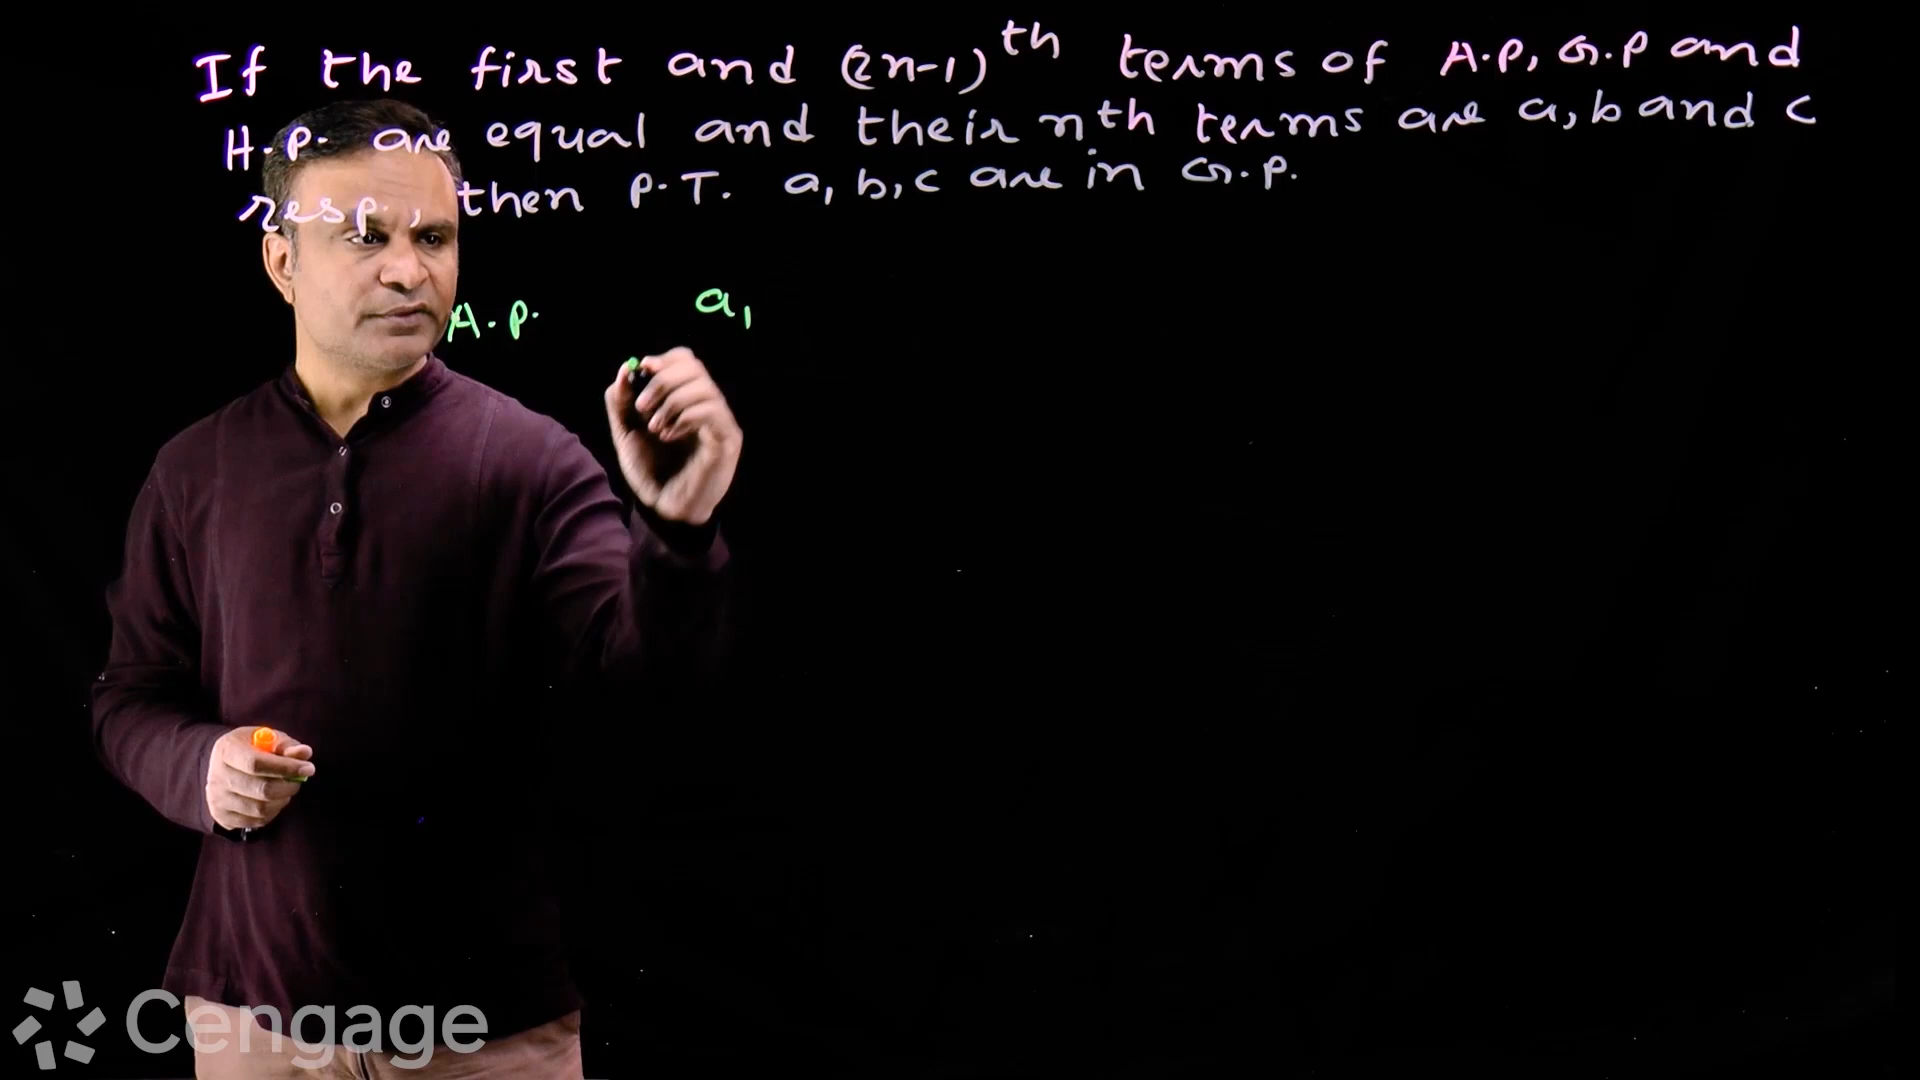 If the first and (2n-1)th terms of A.P, G.P and
H.P. are equal and their nth terms are a, b and c
resp., then P.T. a, b, c are in G.P.
A.P. a1
Cengage